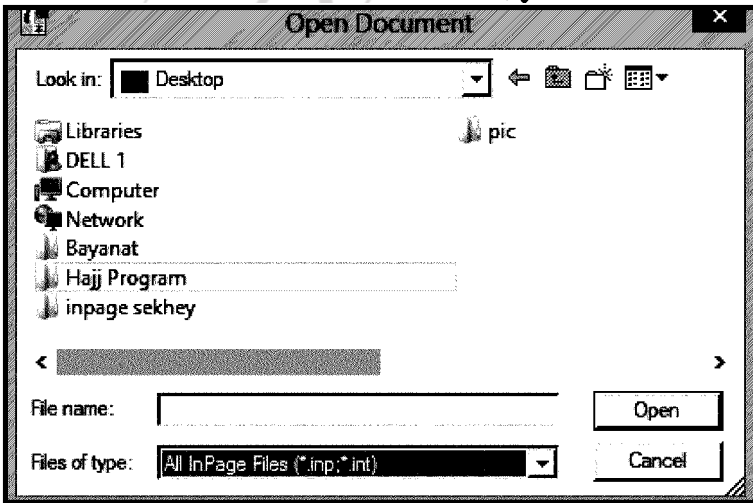 Open Document
Look in: Desktop
Libraries
DELL 1
Computer
Network
Bayanat
Hajj Program
inpage sekhey
pic
File name: Open
Files of type: All InPage Files (*.inp;*.int) Cancel